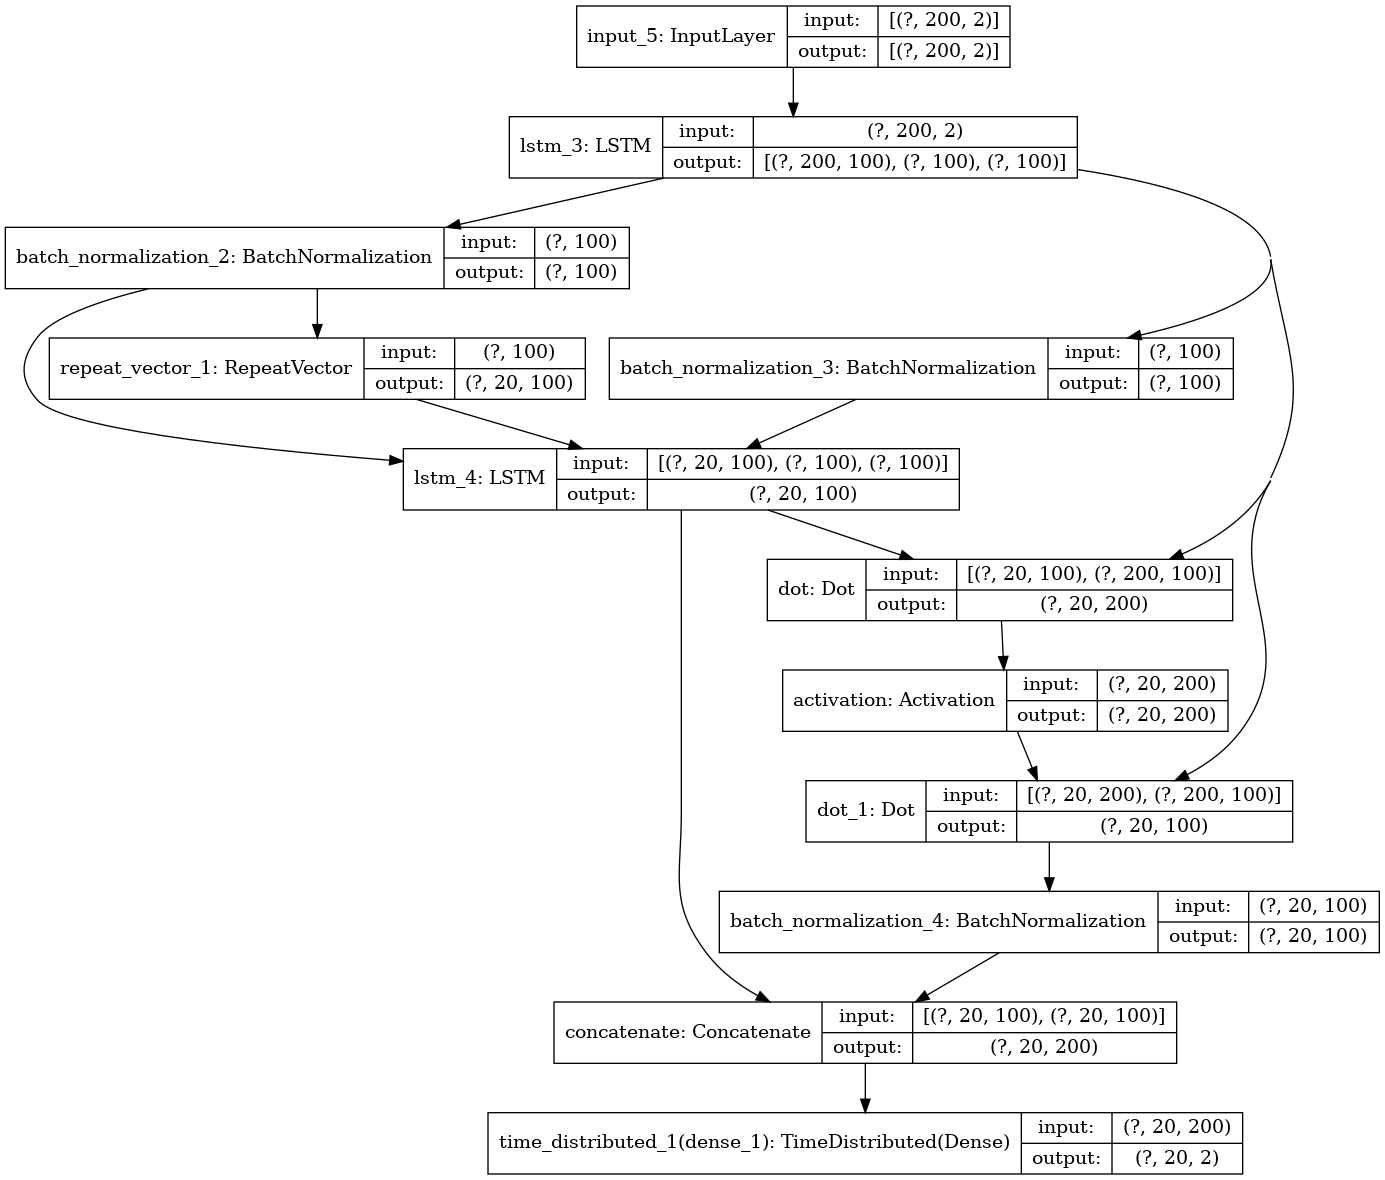 input_5: InputLayer
input: [(?, 200, 2)]
output: [(?, 200, 2)]
lstm_3: LSTM
input: (?, 200, 2)
output: [(?, 200, 100), (?, 100), (?, 100)]
batch_normalization_2: BatchNormalization
input: (?, 100)
output: (?, 100)
repeat_vector_1: RepeatVector
input: (?, 100)
output: (?, 20, 100)
batch_normalization_3: BatchNormalization
input: (?, 100)
output: (?, 100)
lstm_4: LSTM
input: [(?, 20, 100), (?, 100), (?, 100)]
output: (?, 20, 100)
dot: Dot
input: [(?, 20, 100), (?, 200, 100)]
output: (?, 20, 200)
activation: Activation
input: (?, 20, 200)
output: (?, 20, 200)
dot_1: Dot
input: [(?, 20, 200), (?, 200, 100)]
output: (?, 20, 100)
batch_normalization_4: BatchNormalization
input: (?, 20, 100)
output: (?, 20, 100)
concatenate: Concatenate
input: [(?, 20, 100), (?, 20, 100)]
output: (?, 20, 200)
time_distributed_1(dense_1): TimeDistributed(Dense)
input: (?, 20, 200)
output: (?, 20, 2)